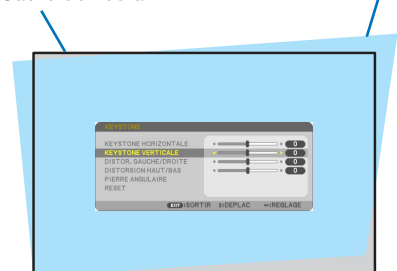 KEYSTONE
KEYSTONE HORIZONTALE 0
KEYSTONE VERTICALE 0
DISTOR. GAUCHE/DROITE 0
DISTORSION HAUT/BAS 0
PIERRE ANGULAIRE
RESET
EXIT :SORTIR ↕:DEPLAC ↔:REGLAGE